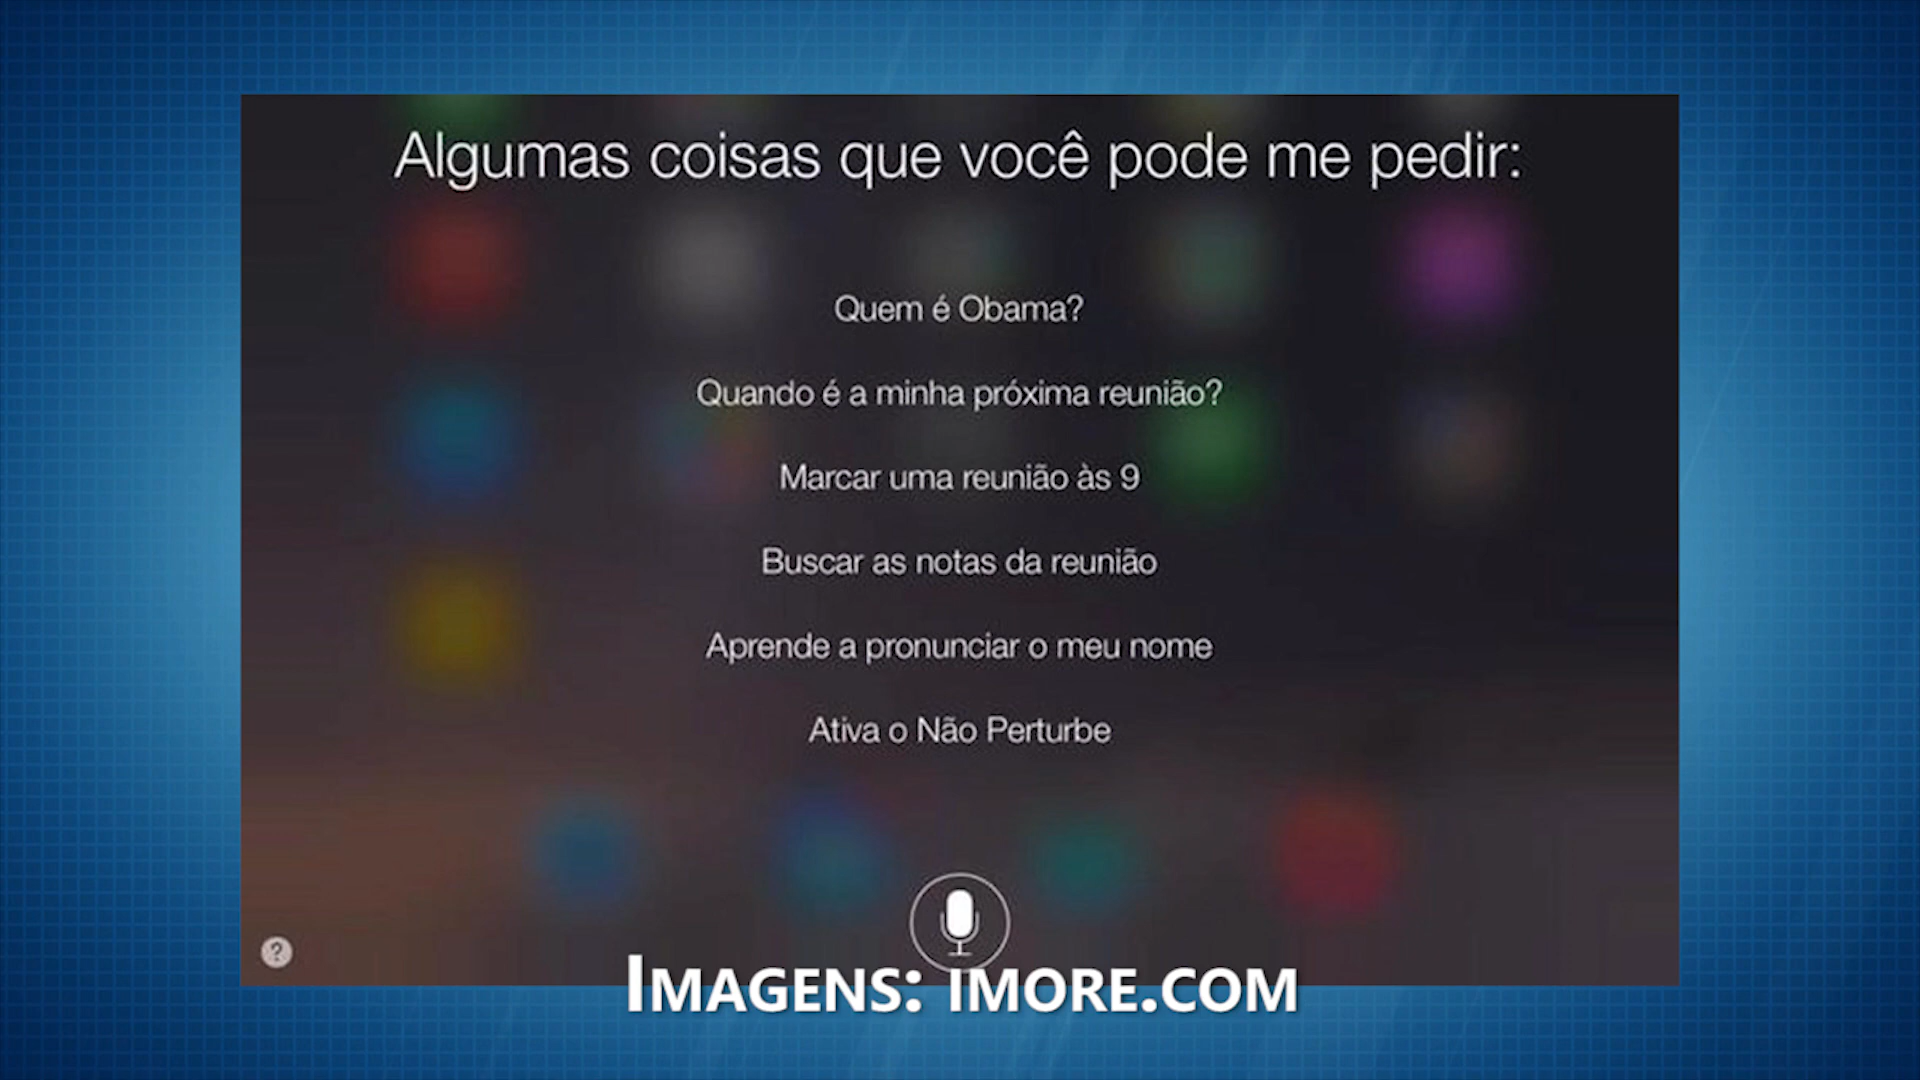 Algumas coisas que você pode me pedir:
Quem é Obama?
Quando é a minha próxima reunião?
Marcar uma reunião às 9
Buscar as notas da reunião
Aprende a pronunciar o meu nome
Ativa o Não Perturbe
?
IMAGENS: IMORE.COM